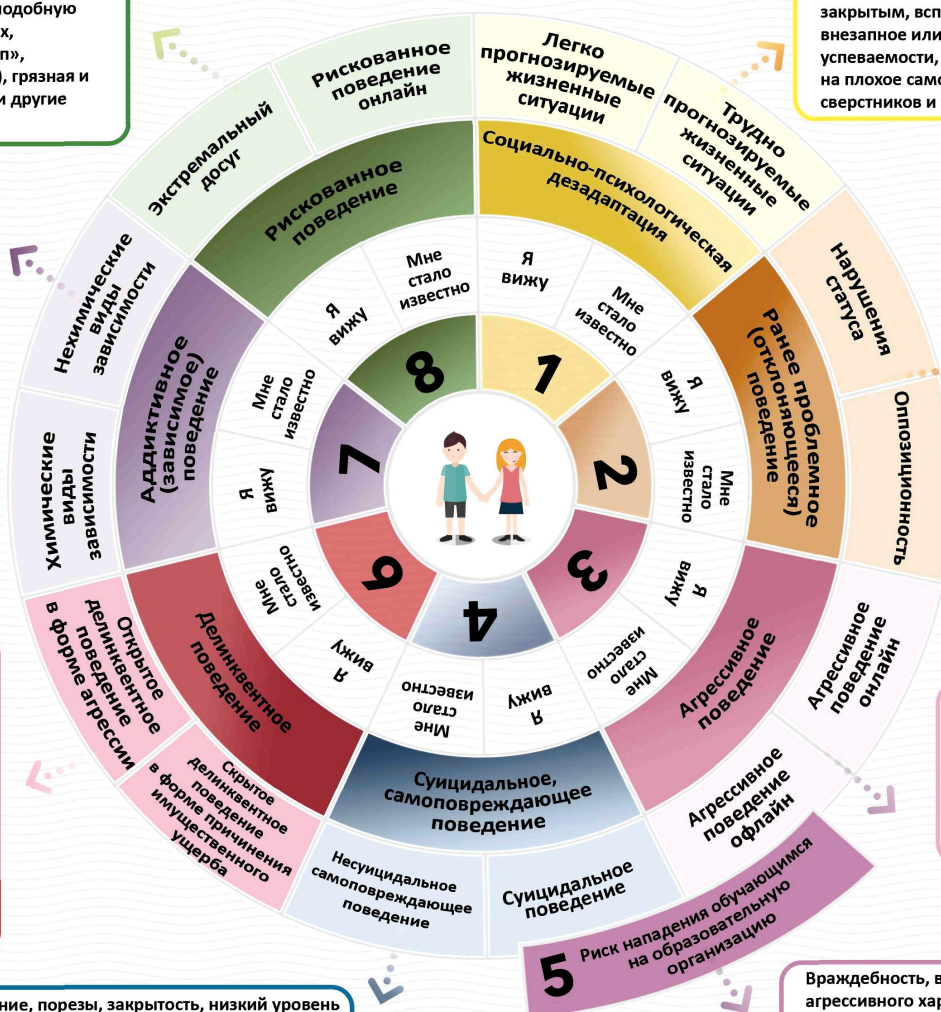 подобную
х,
п»,
), грязная и
и другие
закрытым, всп
внезапное или
успеваемости,
на плохое само
сверстников и
Легко
прогнозируемые
жизненные
ситуации
Трудно
прогнозируемые
жизненные
ситуации
Нарушения
статуса
Оппозиционность
Агрессивное
поведение
онлайн
Агрессивное
поведение
офлайн
5
Риск нападения обучающимся
на образовательную
организацию
Суицидальное
поведение
Несуицидальное
самоповреждающее
поведение
Скрытое
делинквентное
поведение
в форме причинения
имущественного
ущерба
Открытое
делинквентное
поведение
в форме агрессии
Химические
виды
зависимости
Нехимические
виды
зависимости
Экстремальный
досуг
Рискованное
поведение
онлайн
Социально-психологическая
дезадаптация
Ранее проблемное
(отклоняющееся)
поведение
Агрессивное
поведение
Суицидальное,
самоповреждающее
поведение
Делинквентное
поведение
Аддиктивное
(зависимое)
поведение
Рискованное
поведение
Я
вижу
Мне
стало
известно
Я
вижу
Мне
стало
известно
Я
вижу
Мне
стало
известно
Я
вижу
Мне
стало
известно
Я
вижу
Мне
стало
известно
Я
вижу
Мне
стало
известно
Я
вижу
Мне
стало
известно
1
2
3
4
6
7
8
ние, порезы, закрытость, низкий уровень
Враждебность, в
агрессивного хар